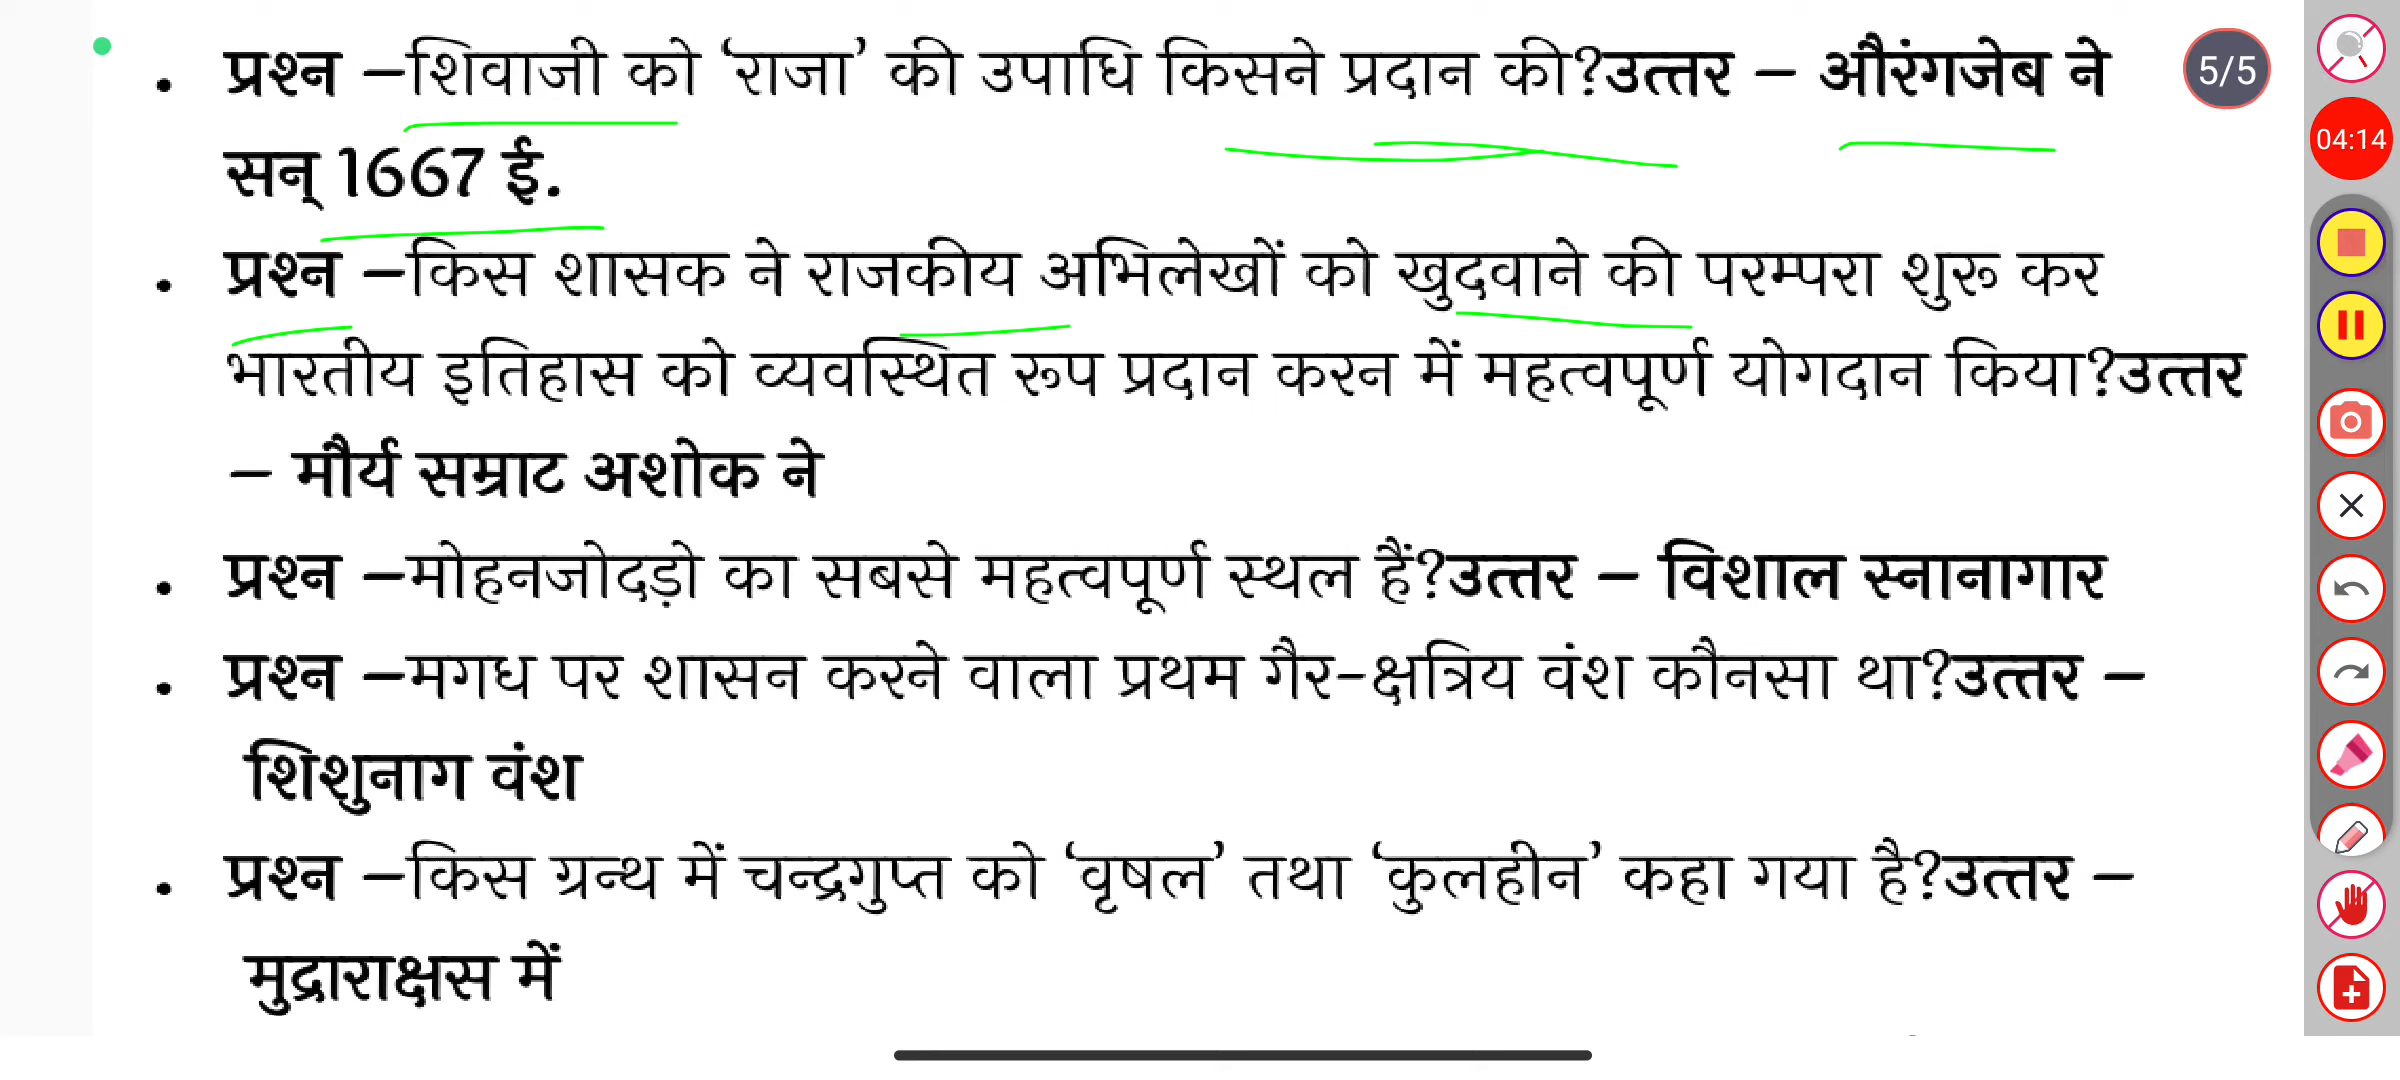 • प्रश्न –शिवाजी को ‘राजा’ की उपाधि किसने प्रदान की?उत्तर – औरंगजेब ने
सन् 1667 ई.
• प्रश्न –किस शासक ने राजकीय अभिलेखों को खुदवाने की परम्परा शुरू कर
भारतीय इतिहास को व्यवस्थित रूप प्रदान करन में महत्वपूर्ण योगदान किया?उत्तर
– मौर्य सम्राट अशोक ने
• प्रश्न –मोहनजोदड़ो का सबसे महत्वपूर्ण स्थल हैं?उत्तर – विशाल स्नानागार
• प्रश्न –मगध पर शासन करने वाला प्रथम गैर-क्षत्रिय वंश कौनसा था?उत्तर –
शिशुनाग वंश
• प्रश्न –किस ग्रन्थ में चन्द्रगुप्त को ‘वृषल’ तथा ‘कुलहीन’ कहा गया है?उत्तर –
मुद्राराक्षस में
5/5
04:14